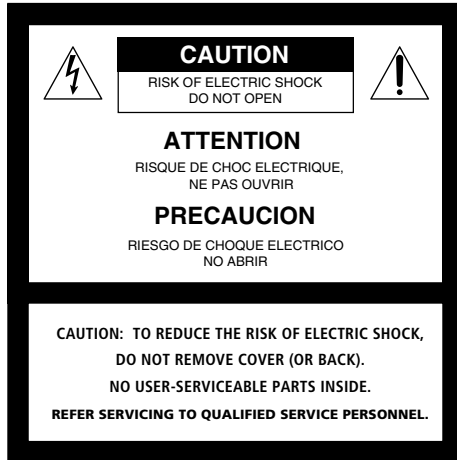 CAUTION
RISK OF ELECTRIC SHOCK
DO NOT OPEN
ATTENTION
RISQUE DE CHOC ELECTRIQUE,
NE PAS OUVRIR
PRECAUCION
RIESGO DE CHOQUE ELECTRICO
NO ABRIR
CAUTION: TO REDUCE THE RISK OF ELECTRIC SHOCK,
DO NOT REMOVE COVER (OR BACK).
NO USER-SERVICEABLE PARTS INSIDE.
REFER SERVICING TO QUALIFIED SERVICE PERSONNEL.